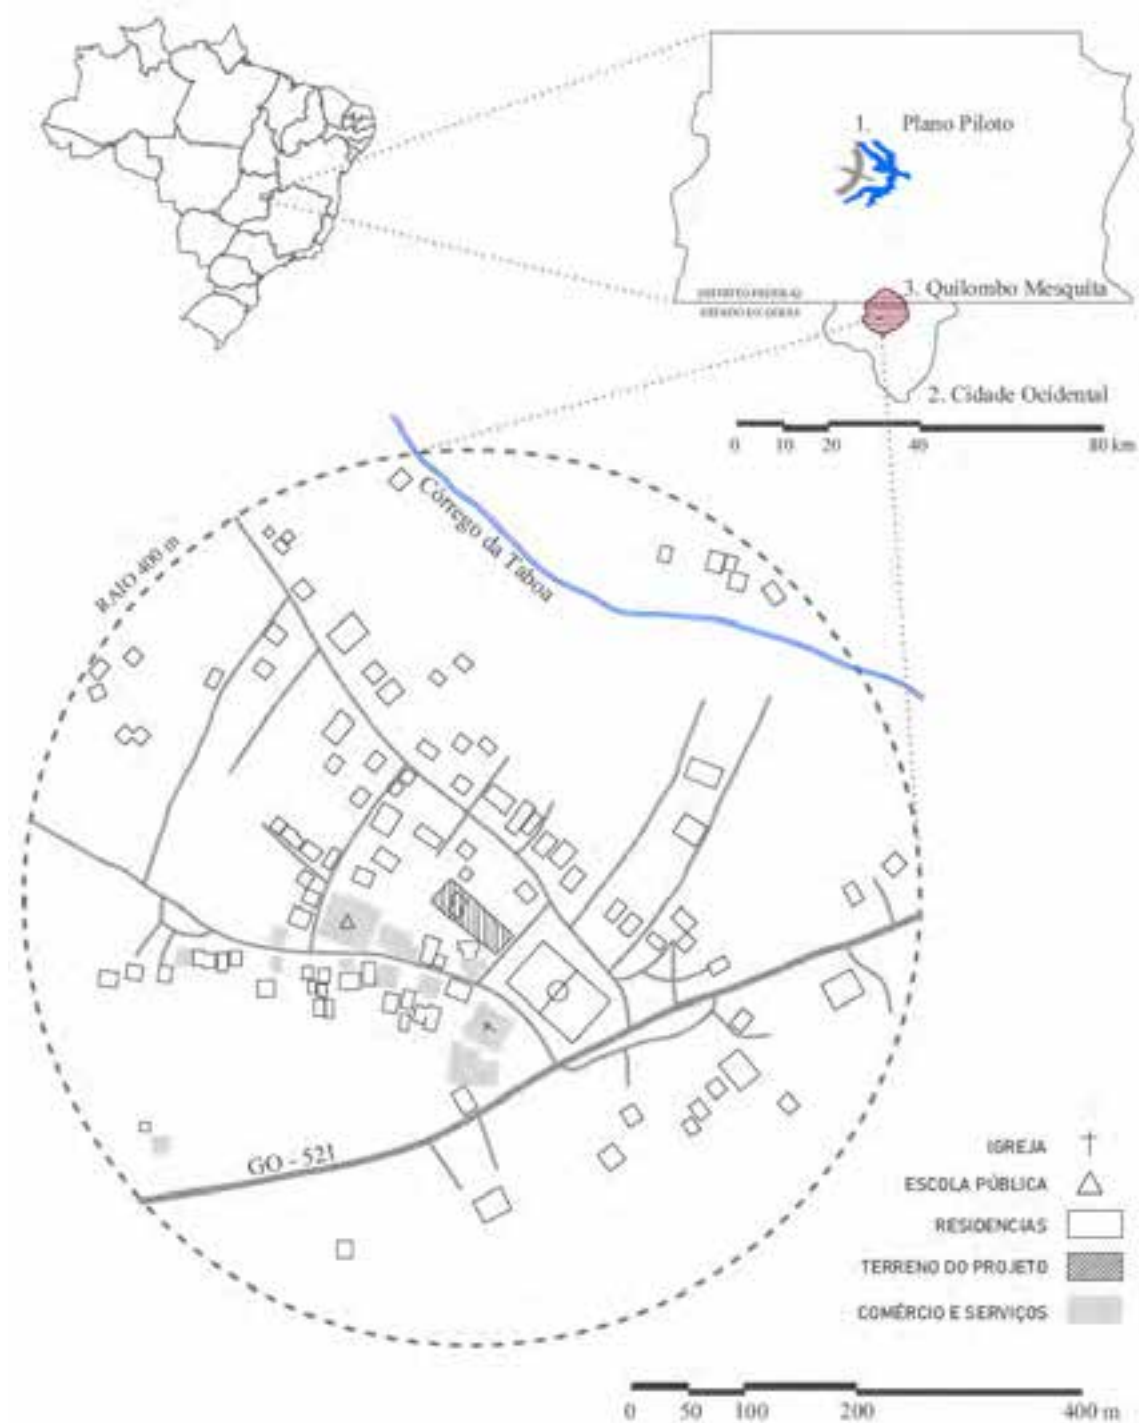 1. Plano Piloto
3. Quilombo Mesquita
2. Cidade Ocidental
0 10 20 40 80 km
RAIO 400 m
Córrego da Taboa
GO - 521
IGREJA
ESCOLA PÚBLICA
RESIDENCIAS
TERRENO DO PROJETO
COMÉRCIO E SERVIÇOS
0 50 100 200 400 m